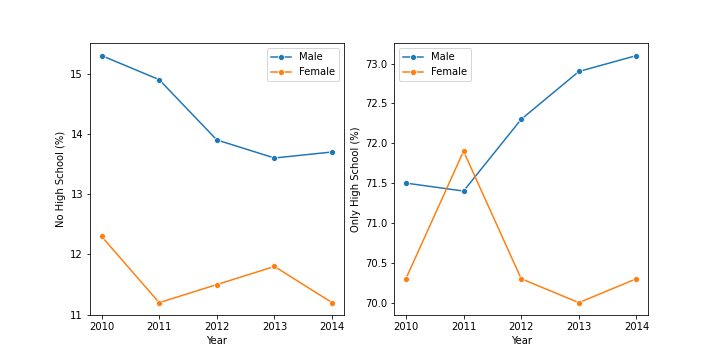 No High School (%)
15
14
13
12
11
Male
Female
2010 2011 2012 2013 2014
Year
Only High School (%)
73.0
72.5
72.0
71.5
71.0
70.5
70.0
Male
Female
2010 2011 2012 2013 2014
Year